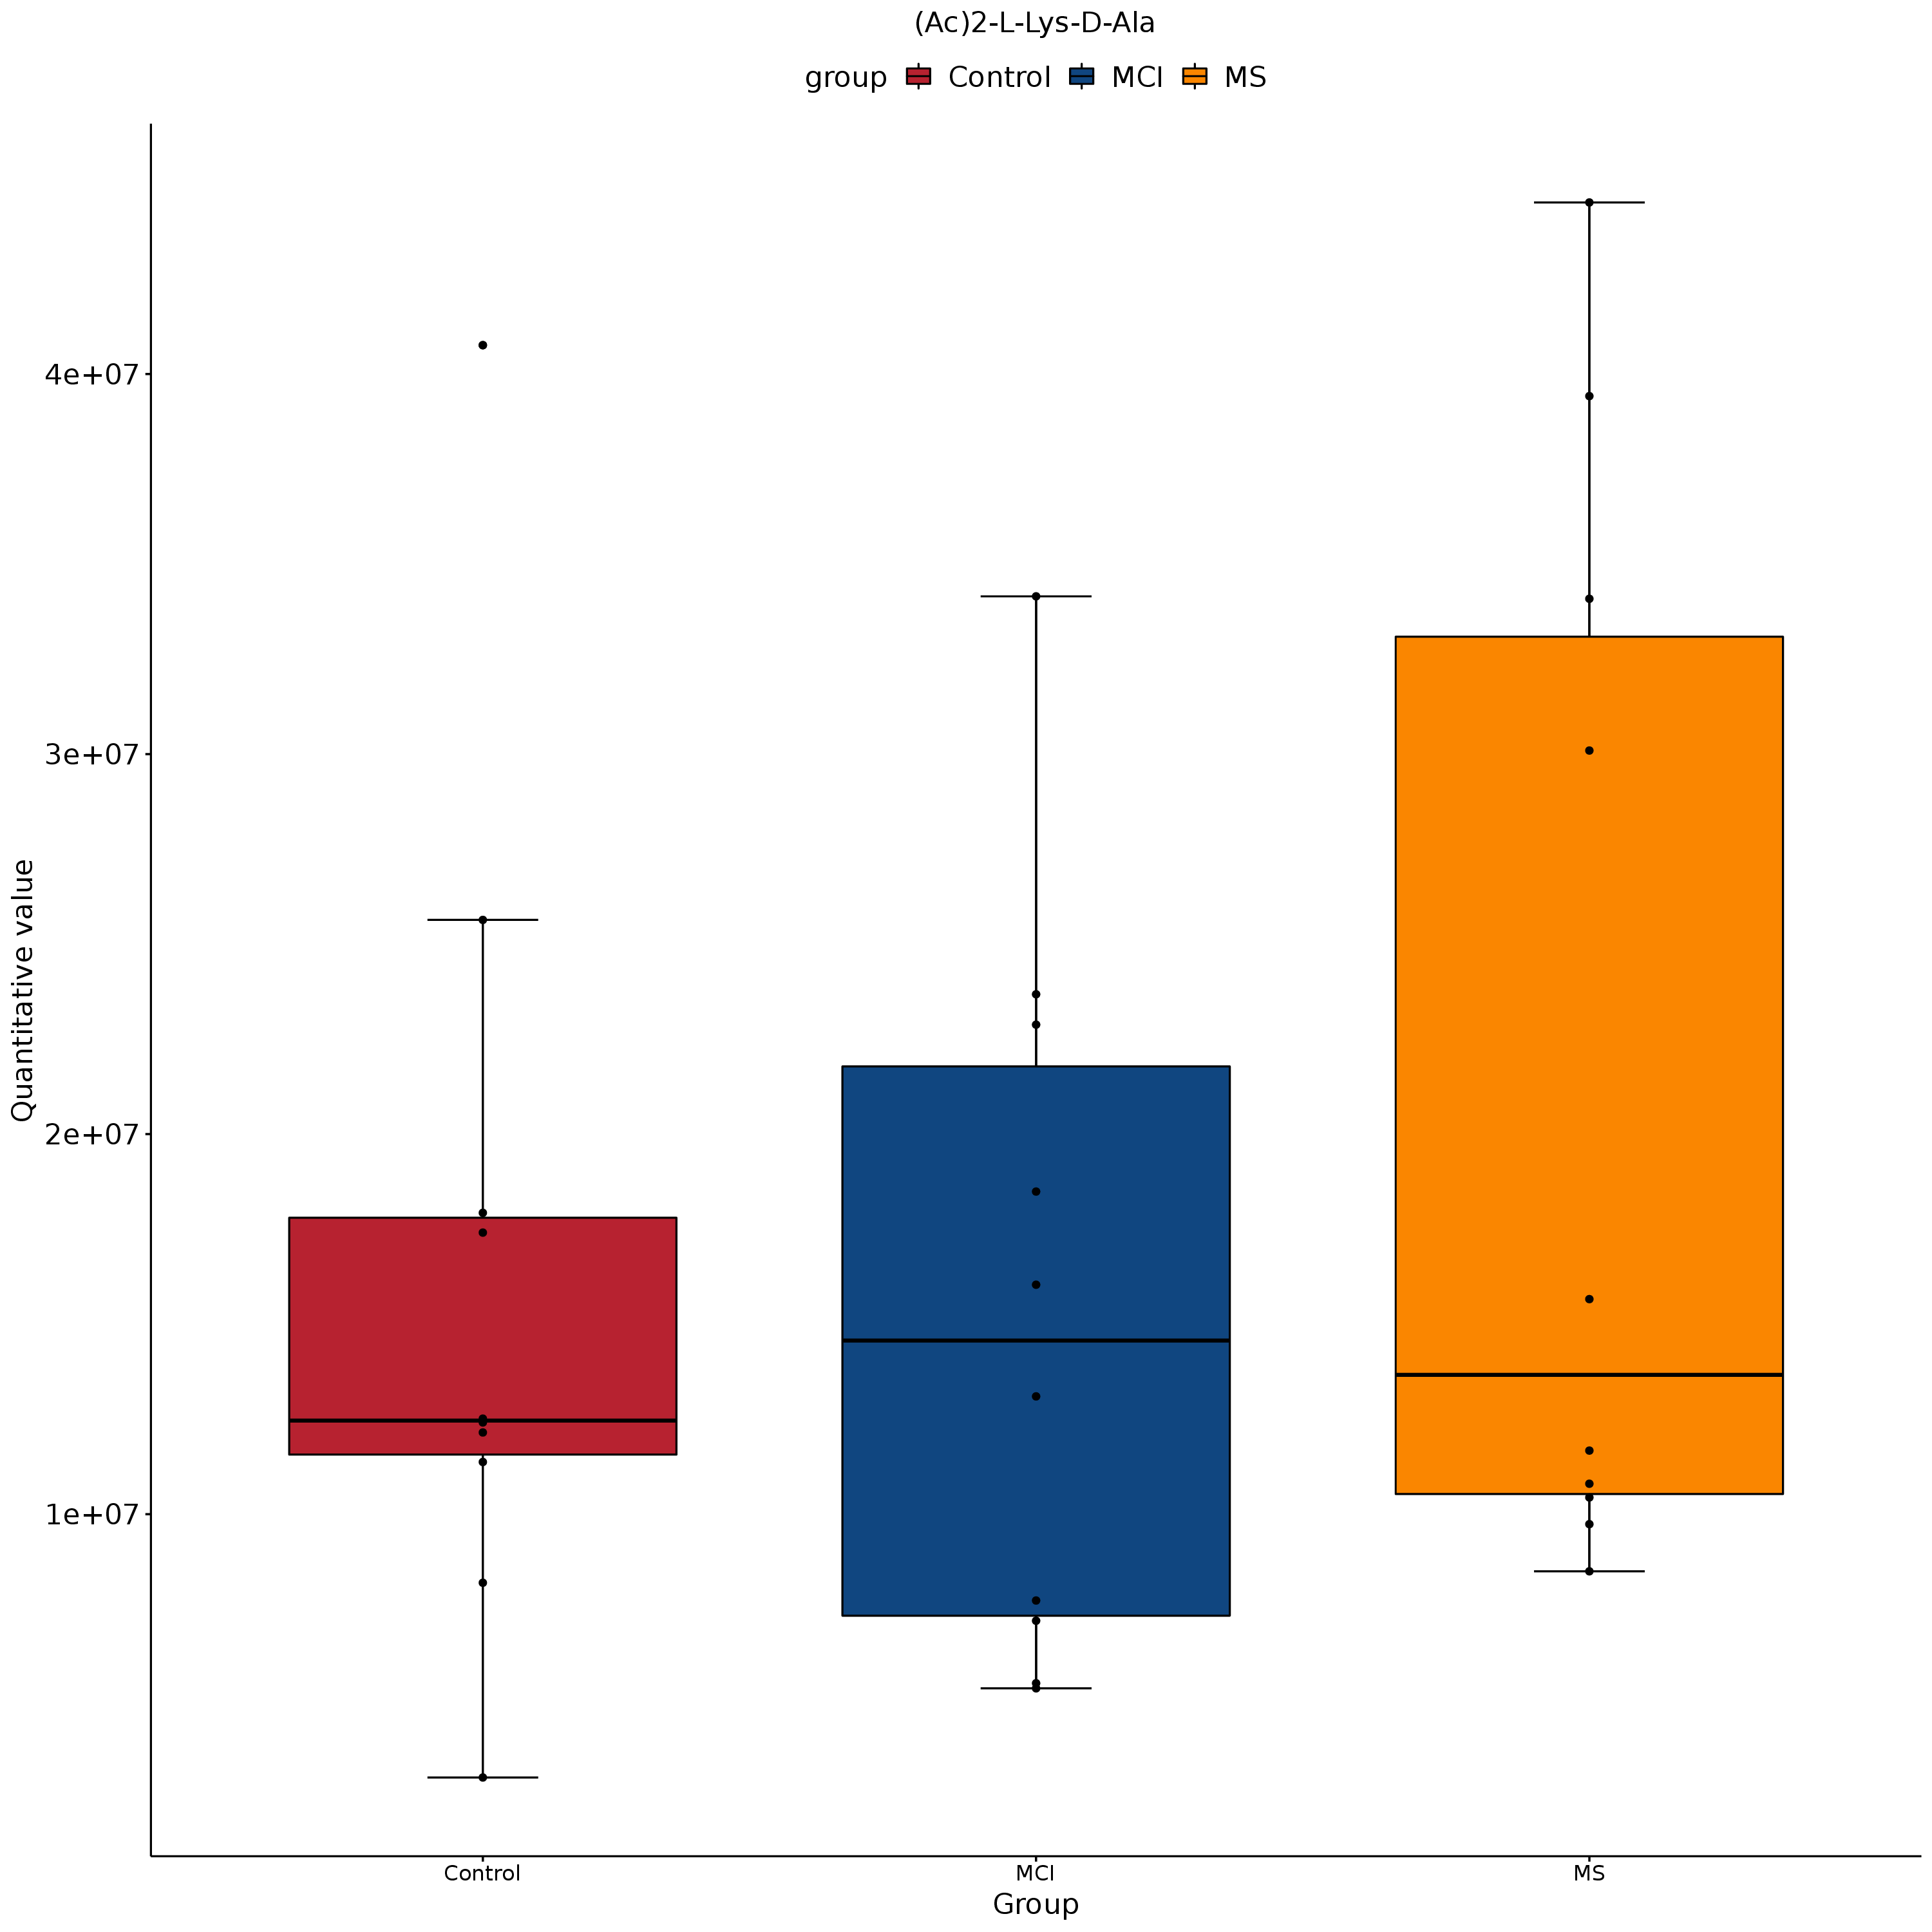 (Ac)2-L-Lys-D-Ala
group Control MCI MS
Quantitative value
4e+07
3e+07
2e+07
1e+07
Control MCI MS
Group